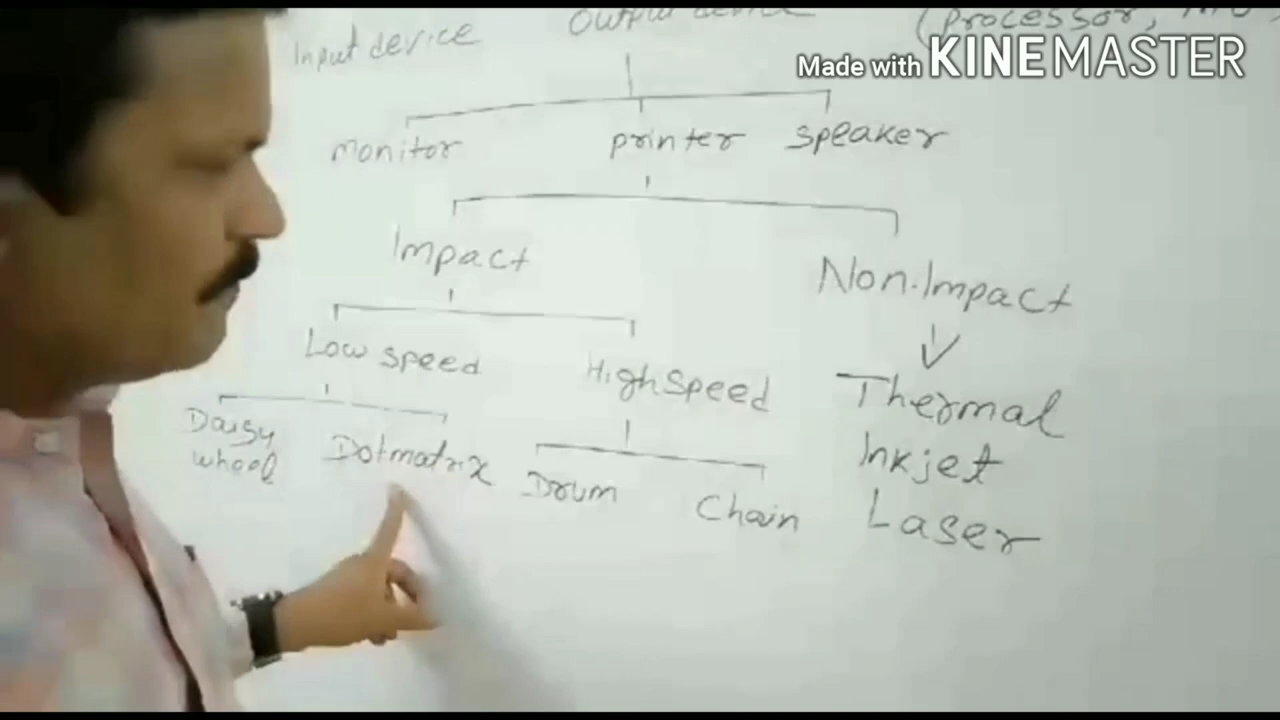 Input device Output device (processor,
Made with KINEMASTER
monitor printer speaker
Impact Non-Impact
Low speed High speed Thermal
Daisy wheel Dotmatrix Drum Chain Inkjet
Laser